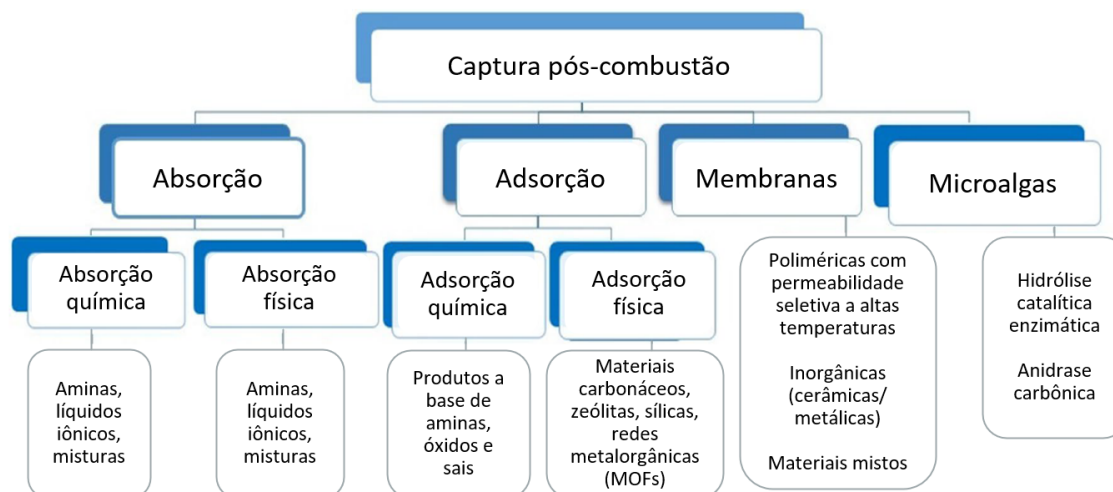 Captura pós-combustão
Absorção
Adsorção
Membranas
Microalgas
Absorção
química
Absorção
física
Adsorção
química
Adsorção
física
Aminas,
líquidos
iônicos,
misturas
Aminas,
líquidos
iônicos,
misturas
Produtos a
base de
aminas,
óxidos e
sais
Materiais
carbonáceos,
zeólitas, sílicas,
redes
metalorgânicas
(MOFs)
Poliméricas com
permeabilidade
seletiva a altas
temperaturas
Inorgânicas
(cerâmicas/
metálicas)
Materiais mistos
Hidrólise
catalítica
enzimática
Anidrase
carbônica